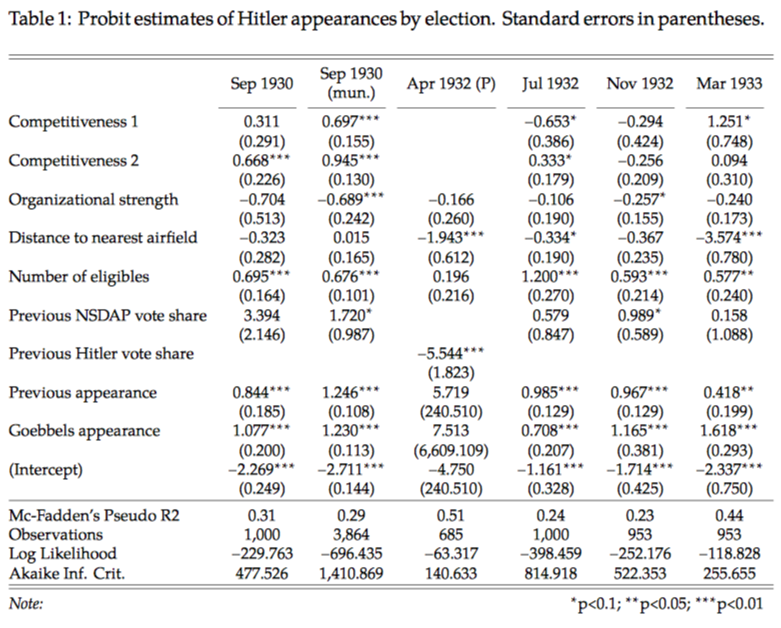 Table 1: Probit estimates of Hitler appearances by election. Standard errors in parentheses.
Sep 1930 Sep 1930 (mun.) Apr 1932 (P) Jul 1932 Nov 1932 Mar 1933
Competitiveness 1 0.311 0.697*** −0.653* −0.294 1.251*
(0.291) (0.155) (0.386) (0.424) (0.748)
Competitiveness 2 0.668*** 0.945*** 0.333* −0.256 0.094
(0.226) (0.130) (0.179) (0.209) (0.310)
Organizational strength −0.704 −0.689*** −0.166 −0.106 −0.257* −0.240
(0.513) (0.242) (0.260) (0.190) (0.155) (0.173)
Distance to nearest airfield −0.323 0.015 −1.943*** −0.334* −0.367 −3.574***
(0.282) (0.165) (0.612) (0.190) (0.235) (0.780)
Number of eligibles 0.695*** 0.676*** 0.196 1.200*** 0.593*** 0.577**
(0.164) (0.101) (0.216) (0.270) (0.214) (0.240)
Previous NSDAP vote share 3.394 1.720* 0.579 0.989* 0.158
(2.146) (0.987) (0.847) (0.589) (1.088)
Previous Hitler vote share −5.544***
(1.823)
Previous appearance 0.844*** 1.246*** 5.719 0.985*** 0.967*** 0.418**
(0.185) (0.108) (240.510) (0.129) (0.129) (0.199)
Goebbels appearance 1.077*** 1.230*** 7.513 0.708*** 1.165*** 1.618***
(0.200) (0.113) (6,609.109) (0.207) (0.381) (0.293)
(Intercept) −2.269*** −2.711*** −4.750 −1.161*** −1.714*** −2.337***
(0.249) (0.144) (240.510) (0.328) (0.425) (0.750)
Mc-Fadden's Pseudo R2 0.31 0.29 0.51 0.24 0.23 0.44
Observations 1,000 3,864 685 1,000 953 953
Log Likelihood −229.763 −696.435 −63.317 −398.459 −252.176 −118.828
Akaike Inf. Crit. 477.526 1,410.869 140.633 814.918 522.353 255.655
Note: *p<0.1; **p<0.05; ***p<0.01